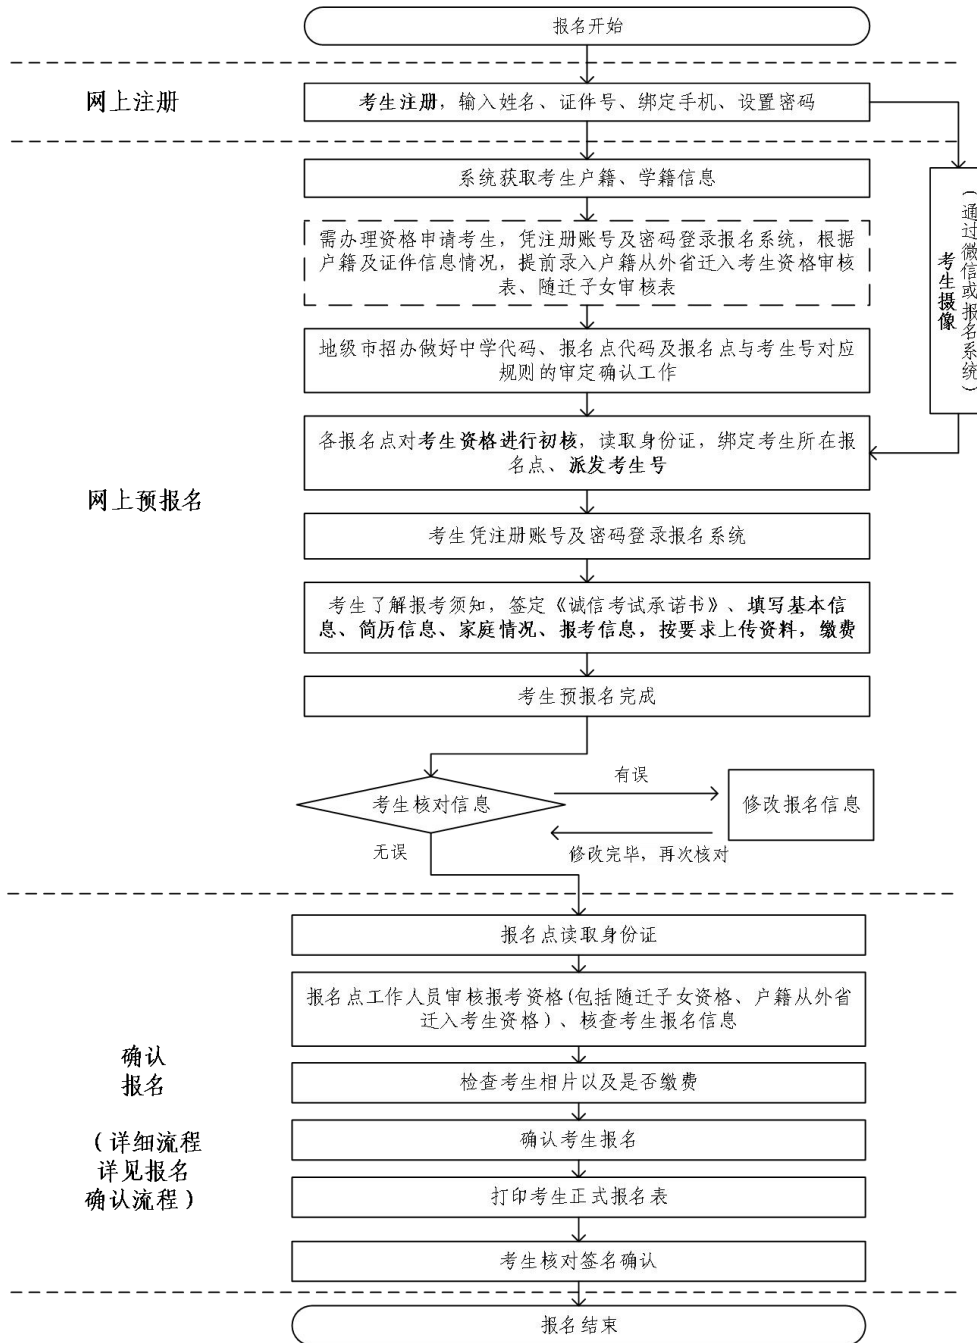 报名开始
网上注册
考生注册，输入姓名、证件号、绑定手机、设置密码
系统获取考生户籍、学籍信息
需办理资格申请考生，凭注册账号及密码登录报名系统，根据
户籍及证件信息情况，提前录入户籍从外省迁入考生资格审核
表、随迁子女审核表
考生摄像
（通过微信或报名系统）
地级市招办做好中学代码、报名点代码及报名点与考生号对应
规则的审定确认工作
各报名点对考生资格进行初核，读取身份证，绑定考生所在报
名点、派发考生号
网上预报名
考生凭注册账号及密码登录报名系统
考生了解报考须知，签定《诚信考试承诺书》、填写基本信
息、简历信息、家庭情况、报考信息，按要求上传资料，缴费
考生预报名完成
考生核对信息
有误
修改报名信息
修改完毕，再次核对
无误
报名点读取身份证
报名点工作人员审核报考资格(包括随迁子女资格、户籍从外省
迁入考生资格)、核查考生报名信息
确认
报名
（详细流程
详见报名
确认流程）
检查考生相片以及是否缴费
确认考生报名
打印考生正式报名表
考生核对签名确认
报名结束